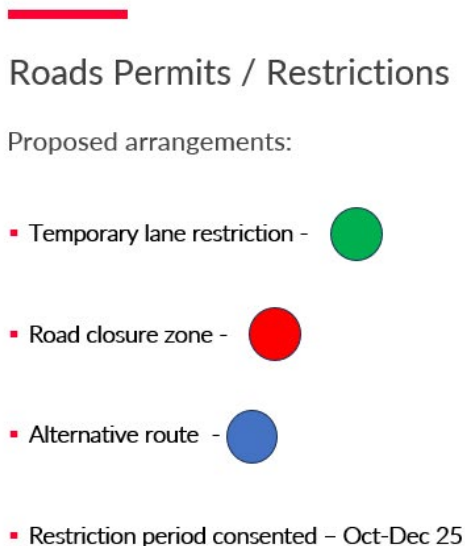 Roads Permits / Restrictions
Proposed arrangements:
▪ Temporary lane restriction -
▪ Road closure zone -
▪ Alternative route -
▪ Restriction period consented – Oct-Dec 25